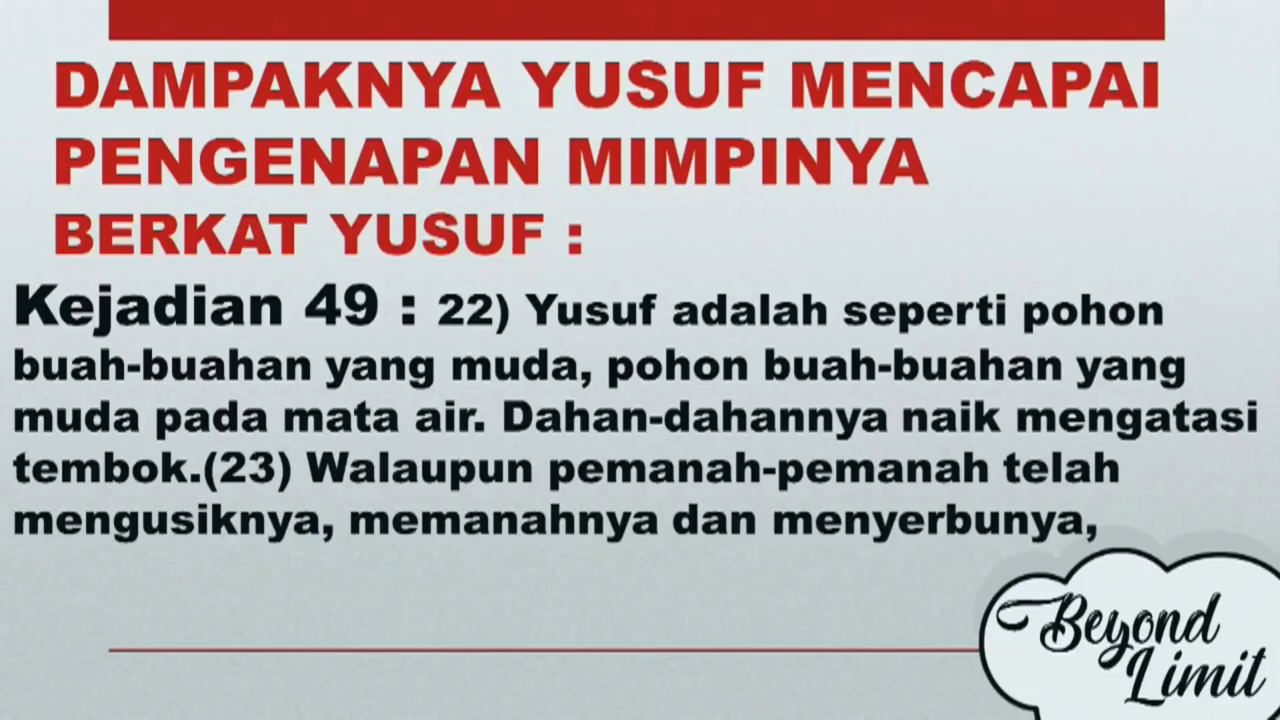 DAMPAKNYA YUSUF MENCAPAI
PENGENAPAN MIMPINYA
BERKAT YUSUF :
Kejadian 49 : 22) Yusuf adalah seperti pohon
buah-buahan yang muda, pohon buah-buahan yang
muda pada mata air. Dahan-dahannya naik mengatasi
tembok.(23) Walaupun pemanah-pemanah telah
mengusiknya, memanahnya dan menyerbunya,
Beyond
Limit